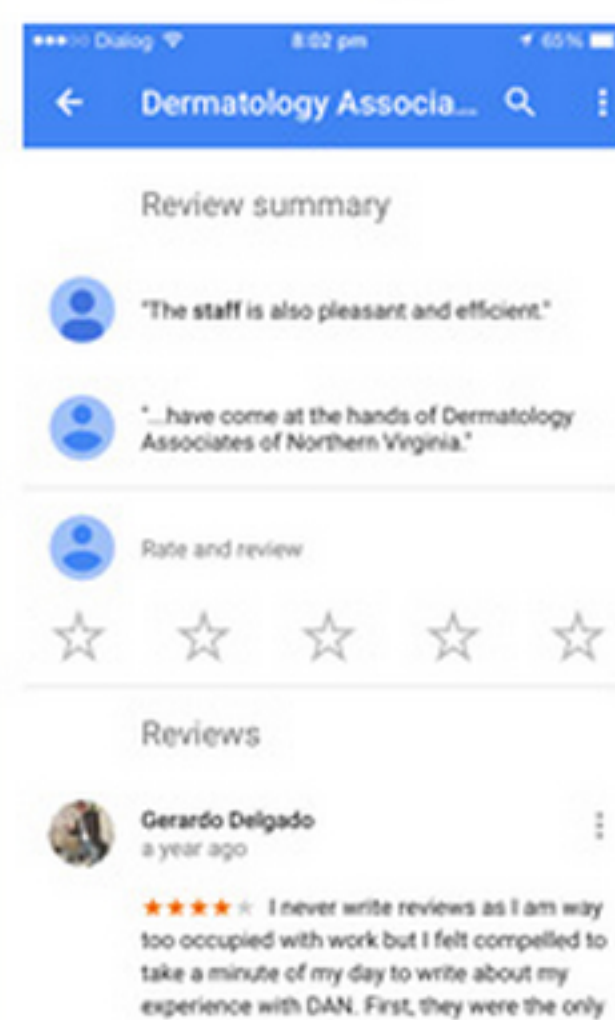 Dialog 8:02 pm 65%
Dermatology Associa...
Review summary
"The staff is also pleasant and efficient."
"...have come at the hands of Dermatology
Associates of Northern Virginia."
Rate and review
Reviews
Gerardo Delgado
a year ago
I never write reviews as I am way
too occupied with work but I felt compelled to
take a minute of my day to write about my
experience with DAN. First, they were the only